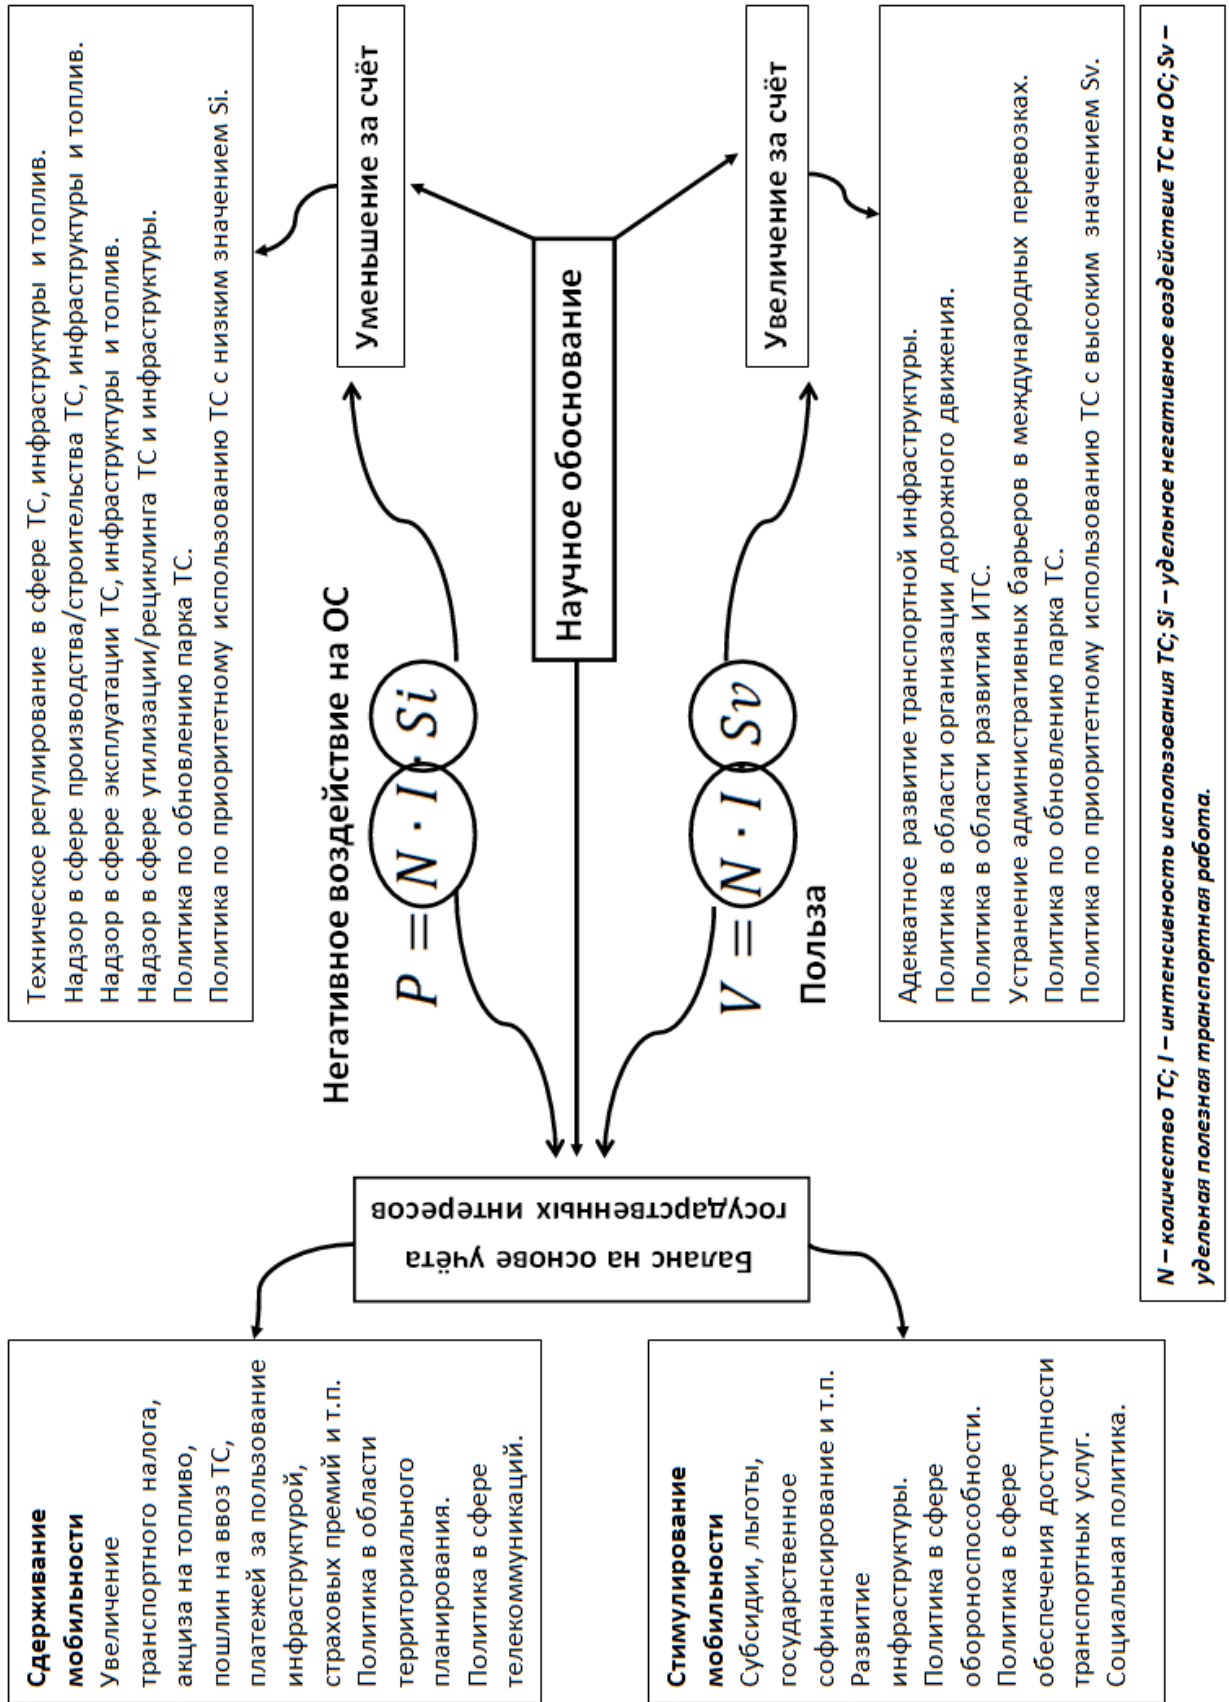 Сдерживание
мобильности
Увеличение
транспортного налога,
акциза на топливо,
пошлин на ввоз ТС,
платежей за пользование
инфраструктурой,
страховых премий и т.п.
Политика в области
территориального
планирования.
Политика в сфере
телекоммуникаций.
Стимулирование
мобильности
Субсидии, льготы,
государственное
софинансирование и т.п.
Развитие
инфраструктуры.
Политика в сфере
обороноспособности.
Политика в сфере
обеспечения доступности
транспортных услуг.
Социальная политика.
Баланс на основе учёта
государственных интересов
Негативное воздействие на ОС
P = N · I · Si
V = N · I · Sv
Польза
Научное обоснование
Уменьшение за счёт
Увеличение за счёт
Техническое регулирование в сфере ТС, инфраструктуры и топлив.
Надзор в сфере производства/строительства ТС, инфраструктуры и топлив.
Надзор в сфере эксплуатации ТС, инфраструктуры и топлив.
Надзор в сфере утилизации/рециклинга ТС и инфраструктуры.
Политика по обновлению парка ТС.
Политика по приоритетному использованию ТС с низким значением Si.
Адекватное развитие транспортной инфраструктуры.
Политика в области организации дорожного движения.
Политика в области развития ИТС.
Устранение административных барьеров в международных перевозках.
Политика по обновлению парка ТС.
Политика по приоритетному использованию ТС с высоким значением Sv.
N – количество ТС; I – интенсивность использования ТС; Si – удельное негативное воздействие ТС на ОС; Sv –
удельная полезная транспортная работа.